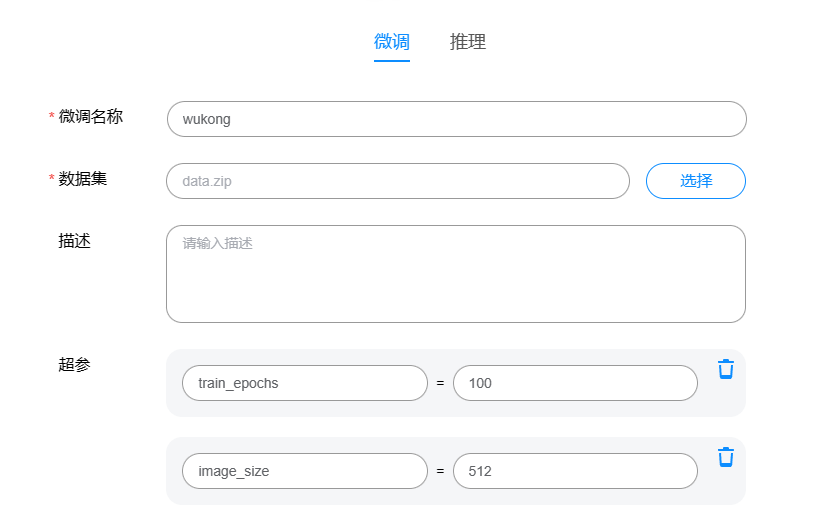 微调 推理
* 微调名称 wukong
* 数据集 data.zip 选择
描述 请输入描述
超参 train_epochs = 100
image_size = 512